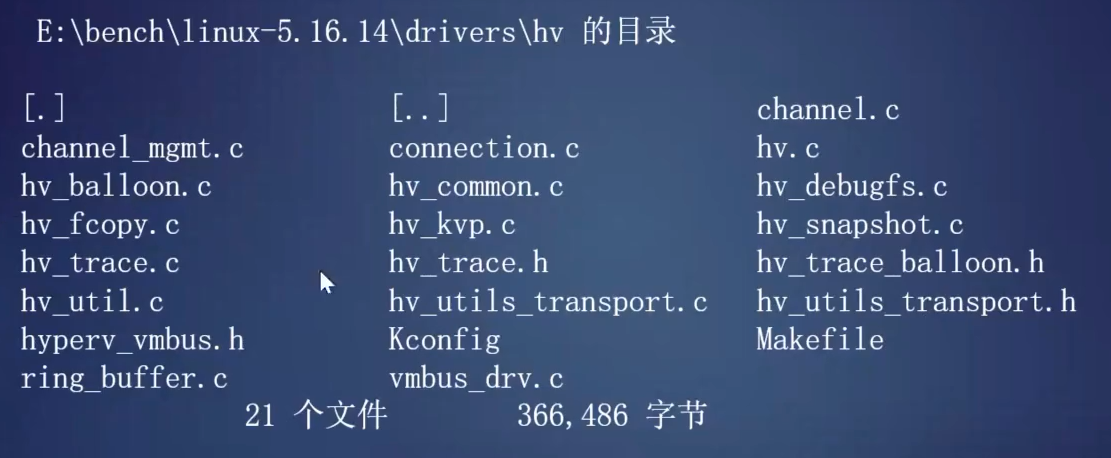 E:\bench\linux-5.16.14\drivers\hv 的目录
[.] [..] channel.c
channel_mgmt.c connection.c hv.c
hv_balloon.c hv_common.c hv_debugfs.c
hv_fcopy.c hv_kvp.c hv_snapshot.c
hv_trace.c hv_trace.h hv_trace_balloon.h
hv_util.c hv_utils_transport.c hv_utils_transport.h
hyperv_vmbus.h Kconfig Makefile
ring_buffer.c vmbus_drv.c
21 个文件 366,486 字节